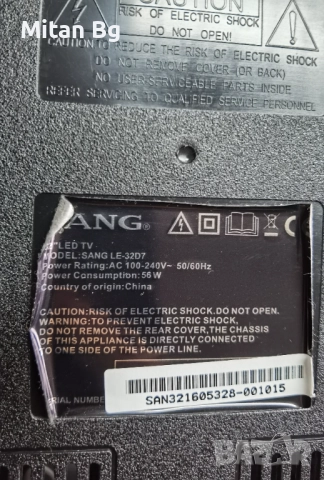 CAUTION
RISK OF ELECTRIC SHOCK
DO NOT OPEN!
Mitan Bg
CAUTION TO REDUCE THE RISK OF ELECTRIC SHOCK
DO NOT REMOVE COVER (OR BACK)
NO USER SERVICEABLE PARTS INSIDE
REFER SERVICING TO QUALIFIED SERVICE PERSONNEL
SANG
LED TV
MODEL: SANG LE-32D7
Power Rating: AC 100-240V~ 50/60Hz
Power Consumption: 56W
Country of origin: China
RISK OF ELECTRIC SHOCK. DO NOT OPEN.
WARNING: TO PREVENT ELECTRIC SHOCK,
DO NOT REMOVE THE REAR COVER, THE CHASSIS
OF THIS APPLIANCE IS DIRECTLY CONNECTED
TO ONE SIDE OF THE POWER LINE.
SERIAL NUMBER
SAN321605328-001015
BAZAR
bg